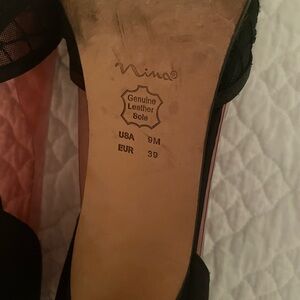 Nina®
Genuine
Leather
Sole
USA 9M
EUR 39